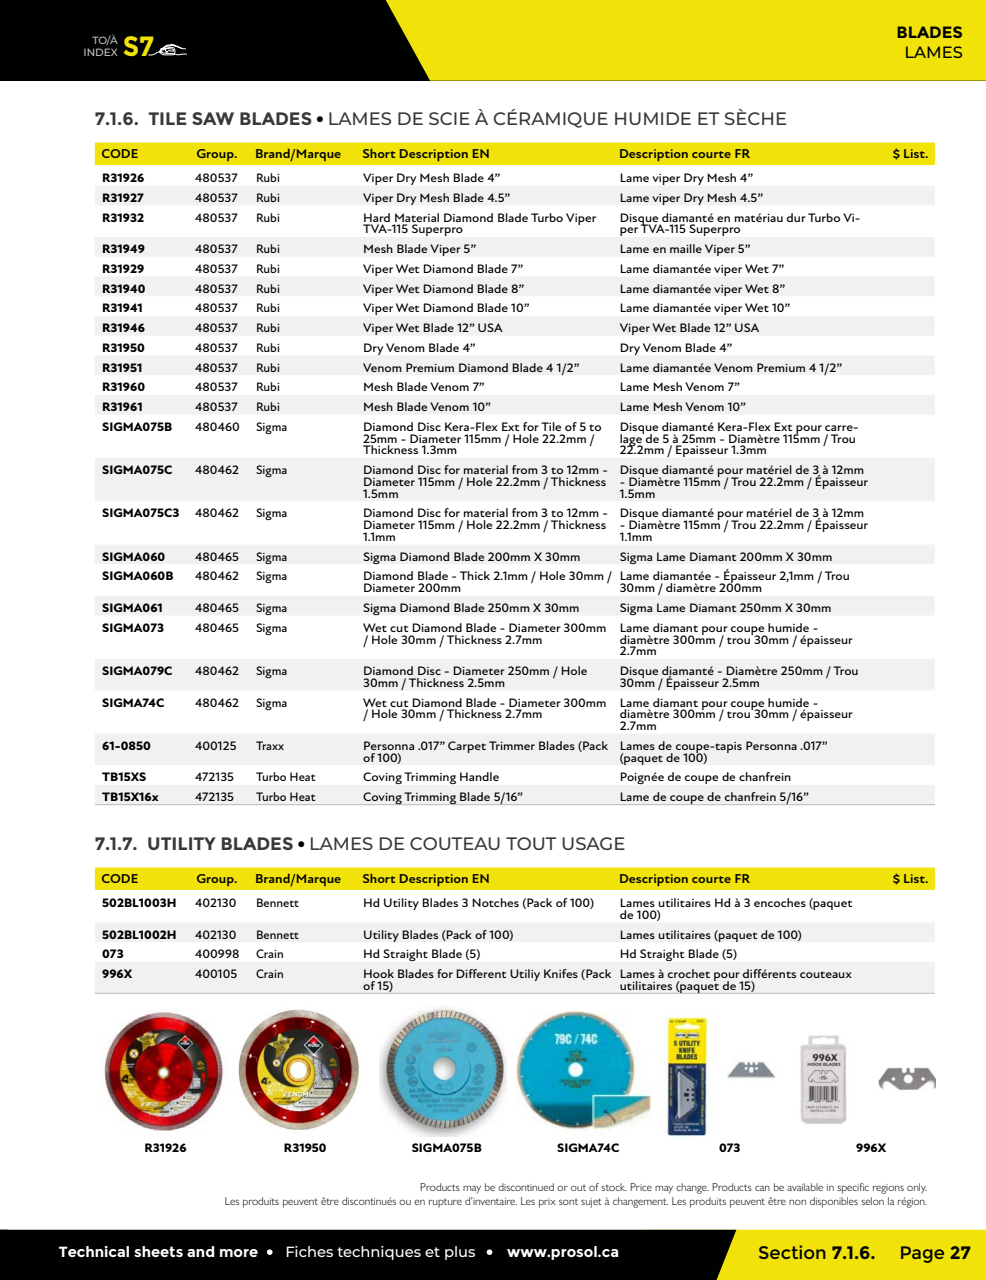 TO/À
INDEX S7
BLADES
LAMES
7.1.6. TILE SAW BLADES • LAMES DE SCIE À CÉRAMIQUE HUMIDE ET SÈCHE
CODE Group. Brand/Marque Short Description EN Description courte FR $ List.
R31926 480537 Rubi Viper Dry Mesh Blade 4” Lame viper Dry Mesh 4”
R31927 480537 Rubi Viper Dry Mesh Blade 4.5” Lame viper Dry Mesh 4.5”
R31932 480537 Rubi Hard Material Diamond Blade Turbo Viper Disque diamanté en matériau dur Turbo Vi-
TVA-115 Superpro per TVA-115 Superpro
R31949 480537 Rubi Mesh Blade Viper 5” Lame en maille Viper 5”
R31929 480537 Rubi Viper Wet Diamond Blade 7” Lame diamantée viper Wet 7”
R31940 480537 Rubi Viper Wet Diamond Blade 8” Lame diamantée viper Wet 8”
R31941 480537 Rubi Viper Wet Diamond Blade 10” Lame diamantée viper Wet 10”
R31946 480537 Rubi Viper Wet Blade 12” USA Viper Wet Blade 12” USA
R31950 480537 Rubi Dry Venom Blade 4” Dry Venom Blade 4”
R31951 480537 Rubi Venom Premium Diamond Blade 4 1/2” Lame diamantée Venom Premium 4 1/2”
R31960 480537 Rubi Mesh Blade Venom 7” Lame Mesh Venom 7”
R31961 480537 Rubi Mesh Blade Venom 10” Lame Mesh Venom 10”
SIGMA075B 480460 Sigma Diamond Disc Kera-Flex Ext for Tile of 5 to Disque diamanté Kera-Flex Ext pour carre-
25mm - Diameter 115mm / Hole 22.2mm / lage de 5 à 25mm - Diamètre 115mm / Trou
Thickness 1.3mm 22.2mm / Epaisseur 1.3mm
SIGMA075C 480462 Sigma Diamond Disc for material from 3 to 12mm - Disque diamanté pour matériel de 3 à 12mm
Diameter 115mm / Hole 22.2mm / Thickness - Diamètre 115mm / Trou 22.2mm / Épaisseur
1.5mm 1.5mm
SIGMA075C3 480462 Sigma Diamond Disc for material from 3 to 12mm - Disque diamanté pour matériel de 3 à 12mm
Diameter 115mm / Hole 22.2mm / Thickness - Diamètre 115mm / Trou 22.2mm / Épaisseur
1.1mm 1.1mm
SIGMA060 480465 Sigma Sigma Diamond Blade 200mm X 30mm Sigma Lame Diamant 200mm X 30mm
SIGMA060B 480462 Sigma Diamond Blade - Thick 2.1mm / Hole 30mm / Lame diamantée - Épaisseur 2,1mm / Trou
Diameter 200mm 30mm / diamètre 200mm
SIGMA061 480465 Sigma Sigma Diamond Blade 250mm X 30mm Sigma Lame Diamant 250mm X 30mm
SIGMA073 480465 Sigma Wet cut Diamond Blade - Diameter 300mm Lame diamant pour coupe humide -
/ Hole 30mm / Thickness 2.7mm diamètre 300mm / trou 30mm / épaisseur
2.7mm
SIGMA079C 480462 Sigma Diamond Disc - Diameter 250mm / Hole Disque diamanté - Diamètre 250mm / Trou
30mm / Thickness 2.5mm 30mm / Épaisseur 2.5mm
SIGMA74C 480462 Sigma Wet cut Diamond Blade - Diameter 300mm Lame diamant pour coupe humide -
/ Hole 30mm / Thickness 2.7mm diamètre 300mm / trou 30mm / épaisseur
2.7mm
61-0850 400125 Traxx Personna .017” Carpet Trimmer Blades (Pack Lames de coupe-tapis Personna .017”
of 100) (paquet de 100)
TB15XS 472135 Turbo Heat Coving Trimming Handle Poignée de coupe de chanfrein
TB15X16x 472135 Turbo Heat Coving Trimming Blade 5/16” Lame de coupe de chanfrein 5/16”
7.1.7. UTILITY BLADES • LAMES DE COUTEAU TOUT USAGE
CODE Group. Brand/Marque Short Description EN Description courte FR $ List.
502BL1003H 402130 Bennett Hd Utility Blades 3 Notches (Pack of 100) Lames utilitaires Hd à 3 encoches (paquet
de 100)
502BL1002H 402130 Bennett Utility Blades (Pack of 100) Lames utilitaires (paquet de 100)
073 400998 Crain Hd Straight Blade (5) Hd Straight Blade (5)
996X 400105 Crain Hook Blades for Different Utiliy Knifes (Pack Lames à crochet pour différents couteaux
of 15) utilitaires (paquet de 15)
79C / 74C
5 UTILITY
KNIFE
BLADES
996X
HOOK BLADES
15
VENOM
R31926 R31950 SIGMA075B SIGMA74C 073 996X
Products may be discontinued or out of stock. Price may change. Products can be available in specific regions only.
Les produits peuvent être discontinués ou en rupture d’inventaire. Les prix sont sujet à changement. Les produits peuvent être non disponibles selon la région.
Technical sheets and more • Fiches techniques et plus • www.prosol.ca
Section 7.1.6. Page 27